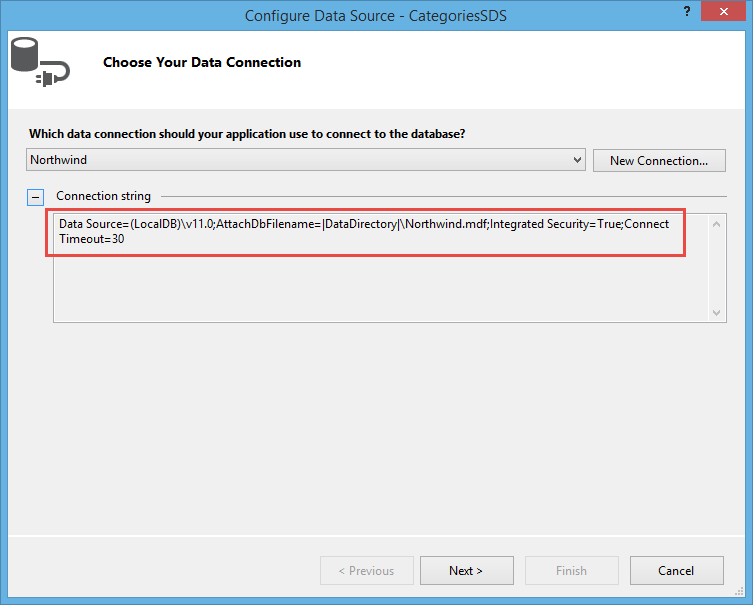 Configure Data Source - CategoriesSDS
?
Choose Your Data Connection
Which data connection should your application use to connect to the database?
Northwind
New Connection...
Connection string
Data Source=(LocalDB)\v11.0;AttachDbFilename=|DataDirectory|\Northwind.mdf;Integrated Security=True;Connect
Timeout=30
< Previous
Next >
Finish
Cancel